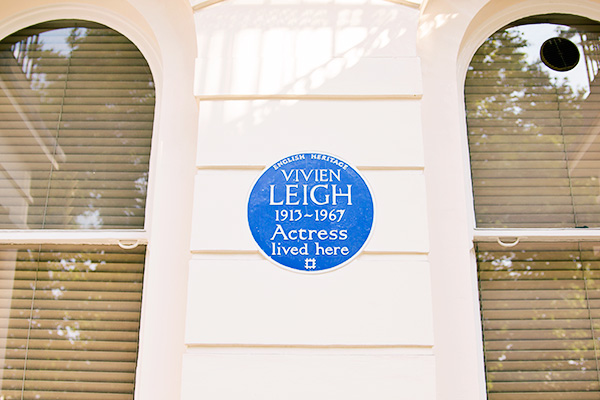 ENGLISH HERITAGE
VIVIEN
LEIGH
1913~1967
Actress
lived here